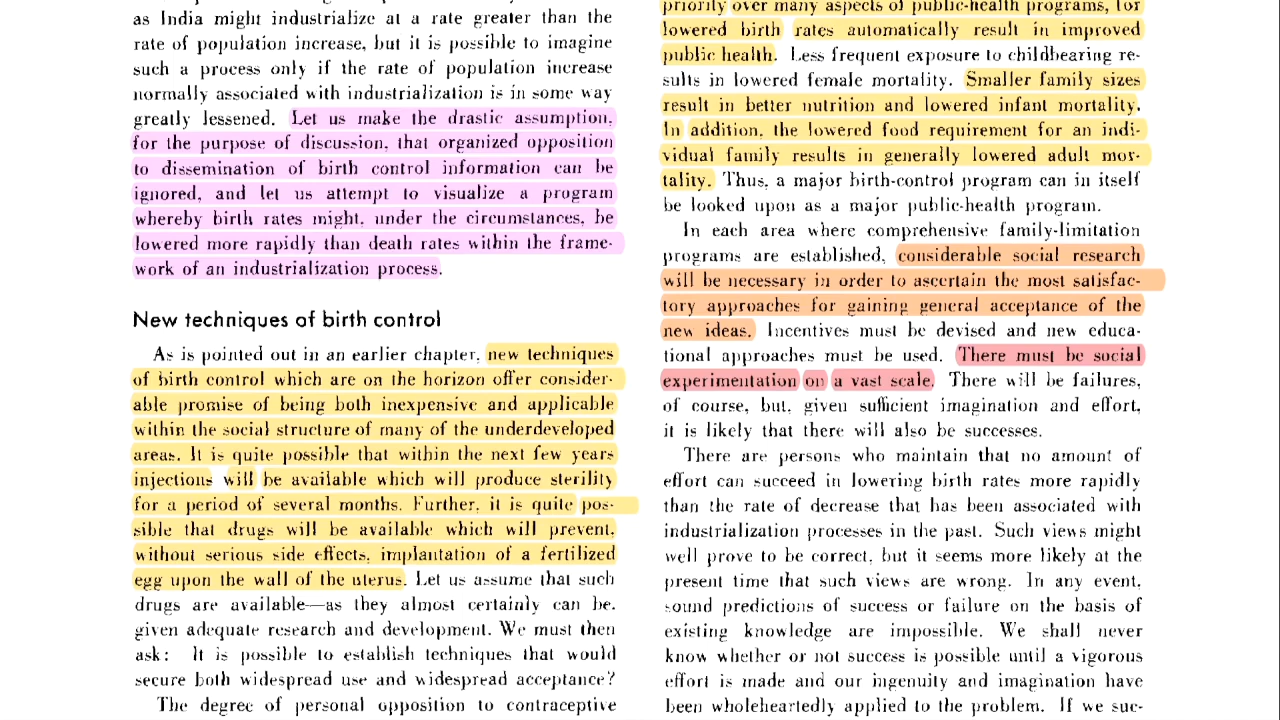 as India might industrialize at a rate greater than the
rate of population increase, but it is possible to imagine
such a process only if the rate of population increase
normally associated with industrialization is in some way
greatly lessened. Let us make the drastic assumption,
for the purpose of discussion, that organized opposition
to dissemination of birth control information can be
ignored, and let us attempt to visualize a program
whereby birth rates might, under the circumstances, be
lowered more rapidly than death rates within the frame-
work of an industrialization process.
New techniques of birth control
As is pointed out in an earlier chapter, new techniques
of birth control which are on the horizon offer consider-
able promise of being both inexpensive and applicable
within the social structure of many of the underdeveloped
areas. It is quite possible that within the next few years
injections will be available which will produce sterility
for a period of several months. Further, it is quite pos-
sible that drugs will be available which will prevent,
without serious side effects, implantation of a fertilized
egg upon the wall of the uterus. Let us assume that such
drugs are available—as they almost certainly can be,
given adequate research and development. We must then
ask: It is possible to establish techniques that would
secure both widespread use and widespread acceptance?
The degree of personal opposition to contraceptive
priority over many aspects of public-health programs, for
lowered birth rates automatically result in improved
public health. Less frequent exposure to childbearing re-
sults in lowered female mortality. Smaller family sizes
result in better nutrition and lowered infant mortality.
In addition, the lowered food requirement for an indi-
vidual family results in generally lowered adult mor-
tality. Thus, a major birth-control program can in itself
be looked upon as a major public-health program.
In each area where comprehensive family-limitation
programs are established, considerable social research
will be necessary in order to ascertain the most satisfac-
tory approaches for gaining general acceptance of the
new ideas. Incentives must be devised and new educa-
tional approaches must be used. There must be social
experimentation on a vast scale. There will be failures,
of course, but, given sufficient imagination and effort,
it is likely that there will also be successes.
There are persons who maintain that no amount of
effort can succeed in lowering birth rates more rapidly
than the rate of decrease that has been associated with
industrialization processes in the past. Such views might
well prove to be correct, but it seems more likely at the
present time that such views are wrong. In any event,
sound predictions of success or failure on the basis of
existing knowledge are impossible. We shall never
know whether or not success is possible until a vigorous
effort is made and our ingenuity and imagination have
been wholeheartedly applied to the problem. If we suc-